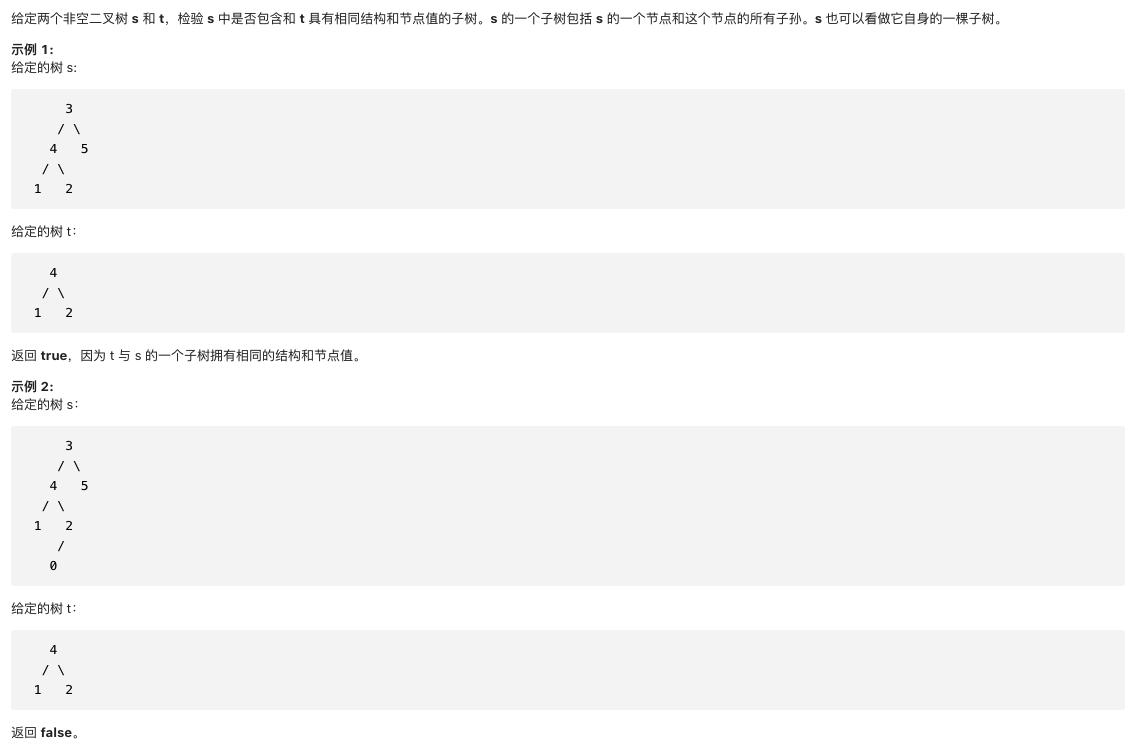 给定两个非空二叉树 s 和 t，检验 s 中是否包含和 t 具有相同结构和节点值的子树。s 的一个子树包括 s 的一个节点和这个节点的所有子孙。s 也可以看做它自身的一棵子树。
示例 1:
给定的树 s:
     3
    / \
   4   5
  / \
 1   2
给定的树 t：
   4
  / \
 1   2
返回 true，因为 t 与 s 的一个子树拥有相同的结构和节点值。
示例 2:
给定的树 s：
     3
    / \
   4   5
  / \
 1   2
    /
   0
给定的树 t：
   4
  / \
 1   2
返回 false。